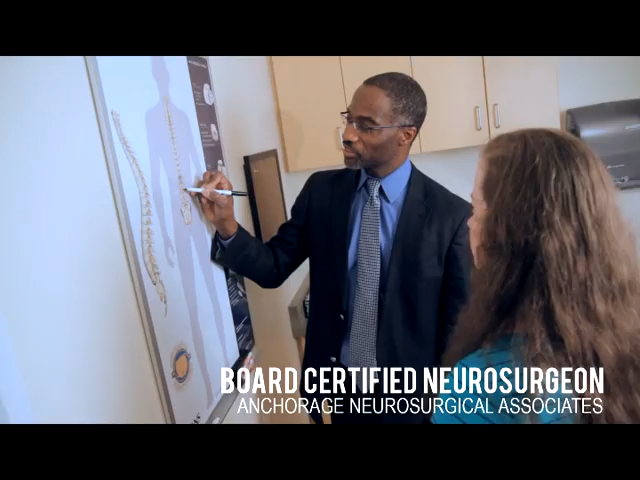 BOARD CERTIFIED NEUROSURGEON
ANCHORAGE NEUROSURGICAL ASSOCIATES